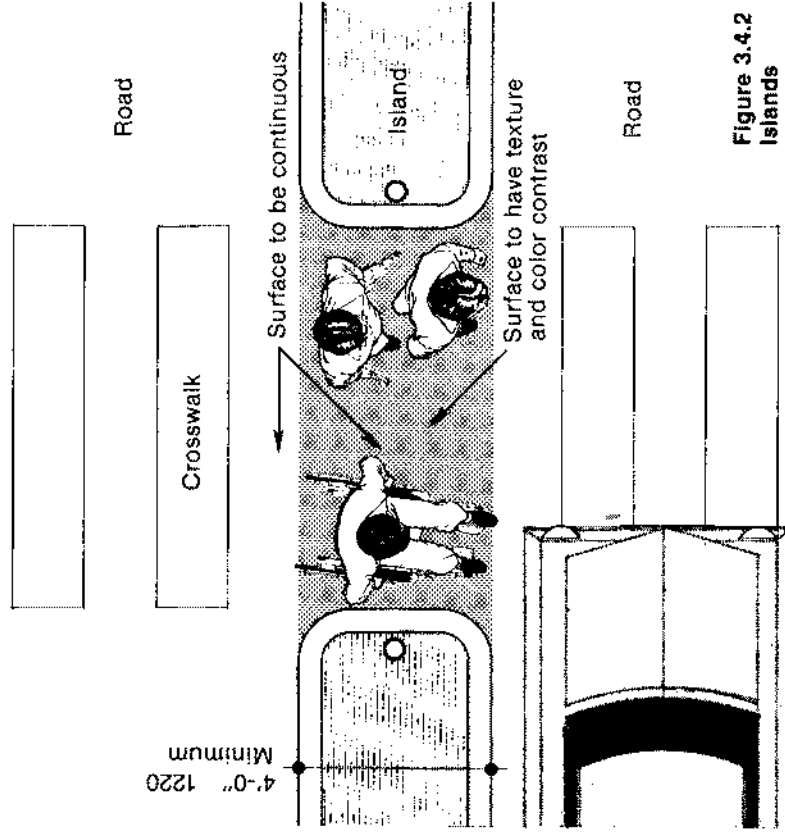 Road
Crosswalk
Surface to be continuous
Island
4'-0" 1220
Minimum
Surface to have texture
and color contrast
Road
Figure 3.4.2
Islands